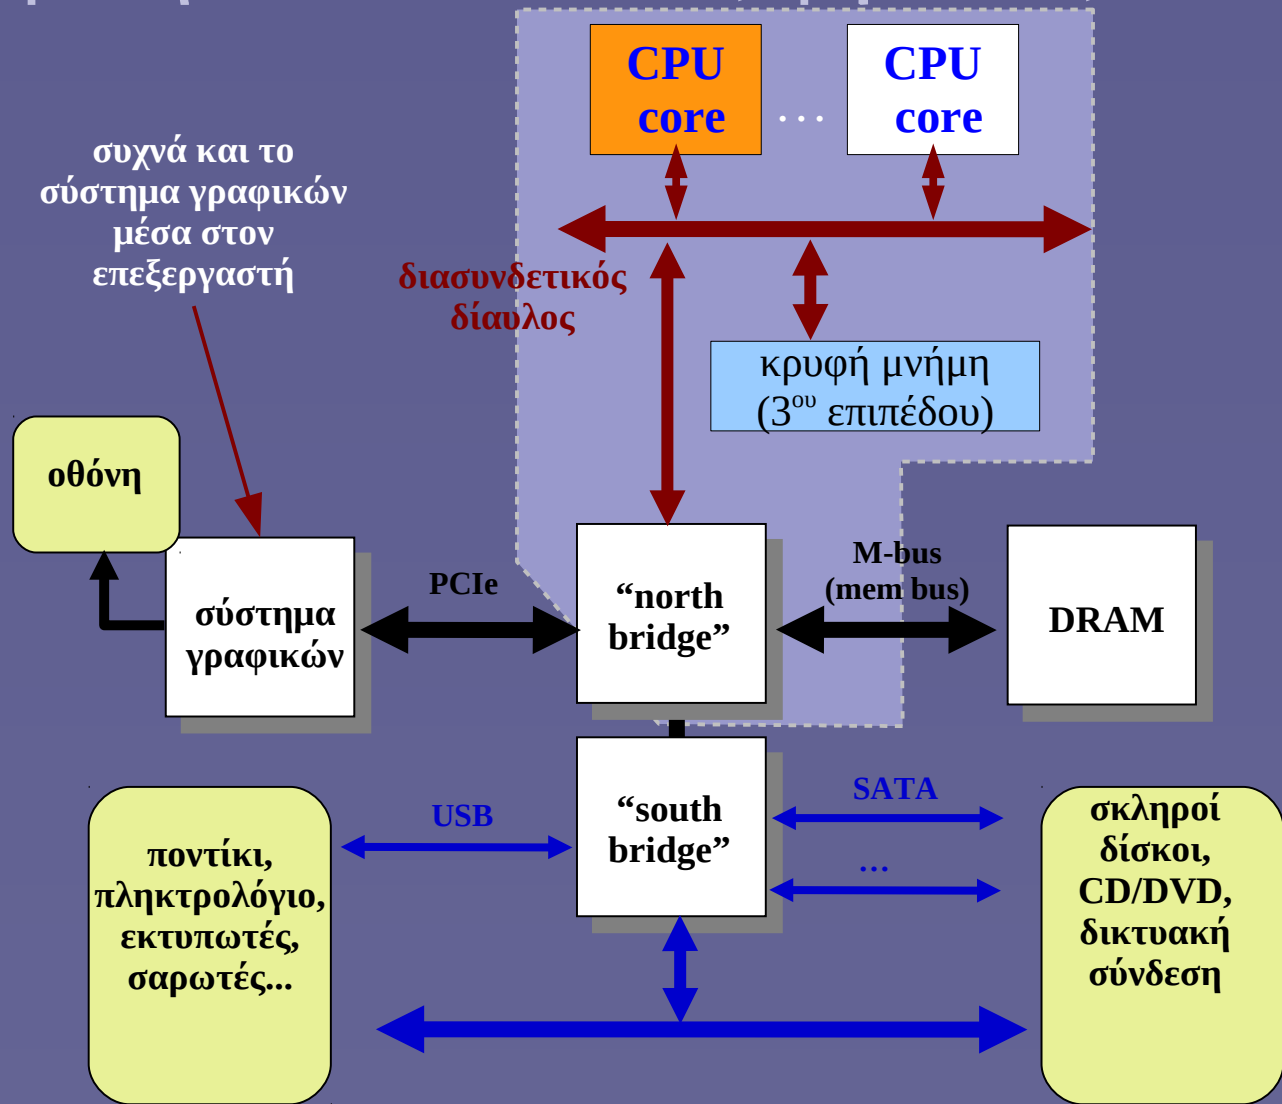 CPU
core
…
CPU
core
συχνά και το
σύστημα γραφικών
μέσα στον
επεξεργαστή
διασυνδετικός
δίαυλος
κρυφή μνήμη
(3ου επιπέδου)
οθόνη
σύστημα
γραφικών
PCIe
“north
bridge”
M-bus
(mem bus)
DRAM
“south
bridge”
USB
SATA
...
ποντίκι,
πληκτρολόγιο,
εκτυπωτές,
σαρωτές...
σκληροί
δίσκοι,
CD/DVD,
δικτυακή
σύνδεση